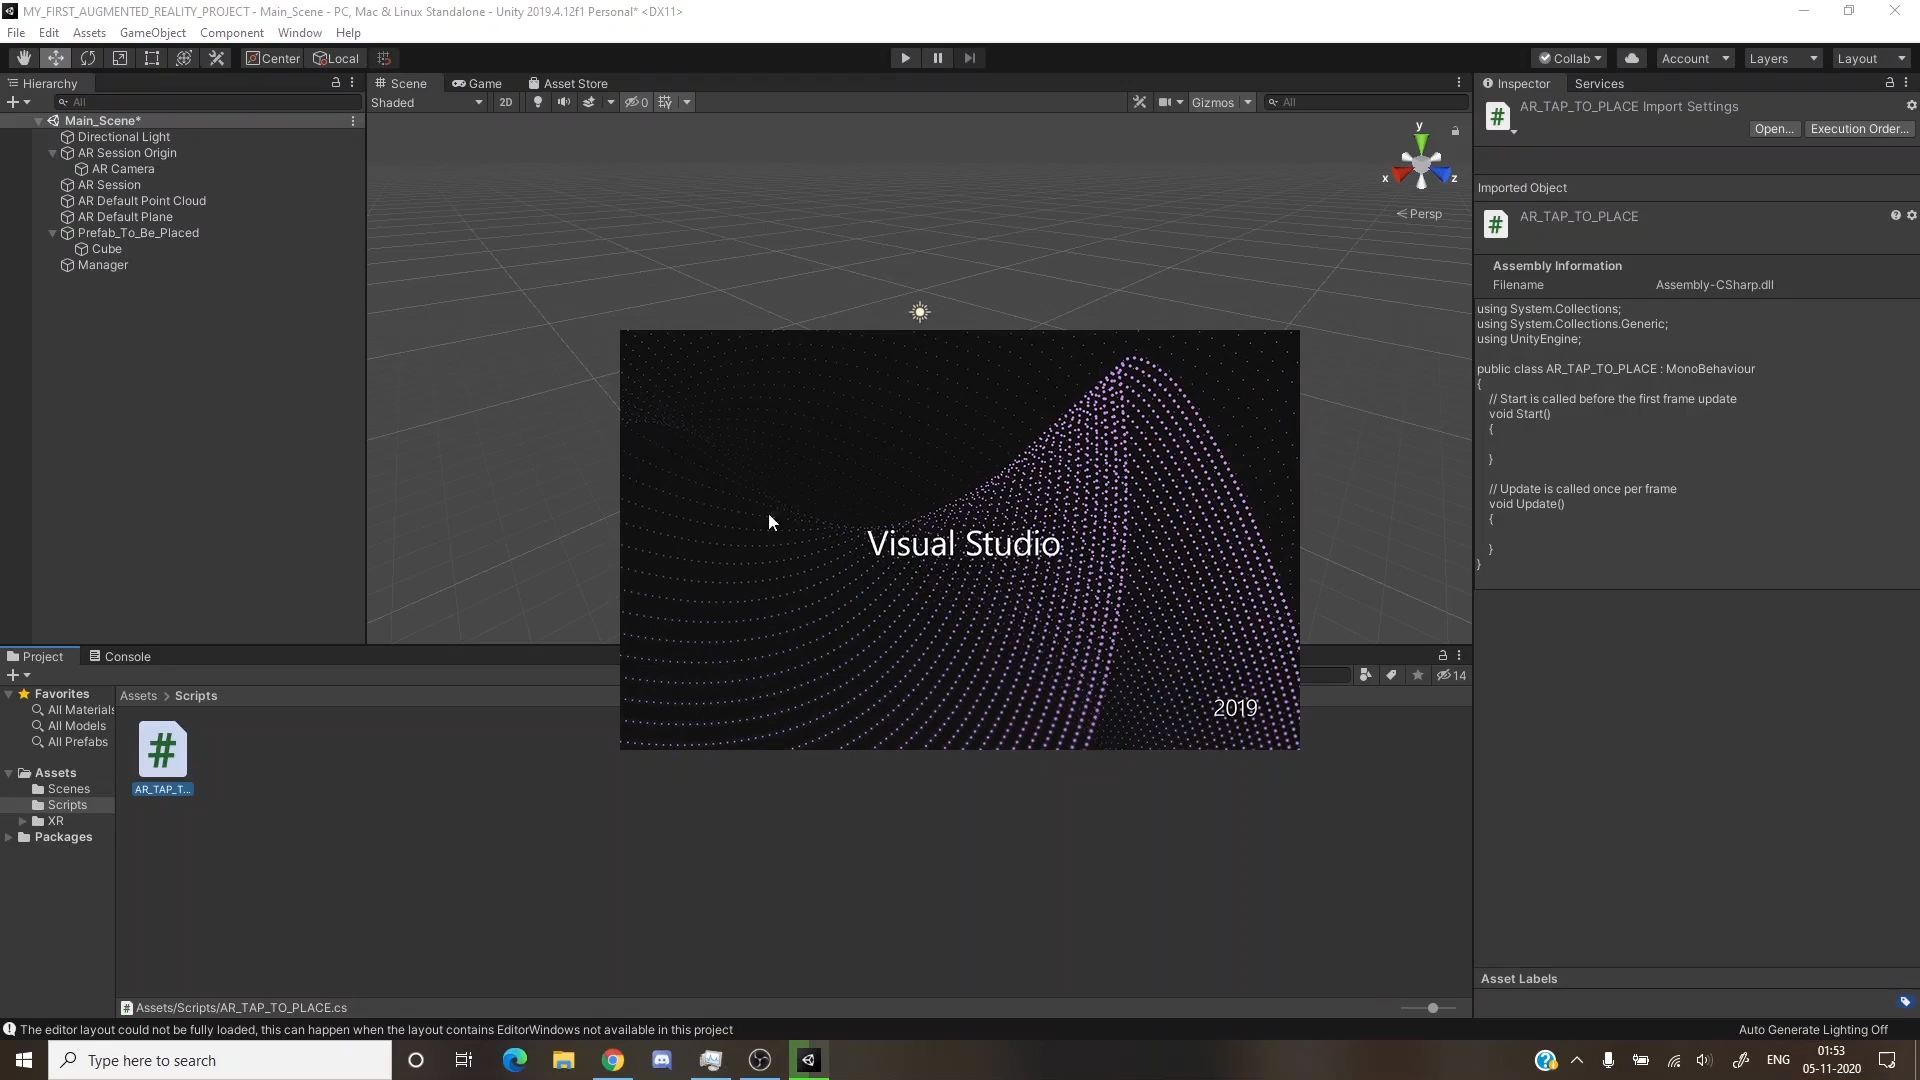 MY_FIRST_AUGMENTED_REALITY_PROJECT - Main_Scene - PC, Mac & Linux Standalone - Unity 2019.4.12f1 Personal* <DX11>
File Edit Assets GameObject Component Window Help
Center Local Collab Account Layers Layout
Hierarchy
All
Main_Scene*
Directional Light
AR Session Origin
AR Camera
AR Session
AR Default Point Cloud
AR Default Plane
Prefab_To_Be_Placed
Cube
Manager
Scene Game Asset Store
Shaded 2D 0 Gizmos All
y
x z
Persp
Visual Studio
2019
Inspector Services
AR_TAP_TO_PLACE Import Settings
Open... Execution Order...
Imported Object
AR_TAP_TO_PLACE
Assembly Information
Filename Assembly-CSharp.dll
using System.Collections;
using System.Collections.Generic;
using UnityEngine;
public class AR_TAP_TO_PLACE : MonoBehaviour
{
// Start is called before the first frame update
void Start()
{
}
// Update is called once per frame
void Update()
{
}
}
Asset Labels
Project Console
14
Favorites
All Materials
All Models
All Prefabs
Assets
Scenes
Scripts
XR
Packages
Assets > Scripts
AR_TAP_T...
Assets/Scripts/AR_TAP_TO_PLACE.cs
The editor layout could not be fully loaded, this can happen when the layout contains EditorWindows not available in this project
Auto Generate Lighting Off
Type here to search
ENG
01:53
05-11-2020